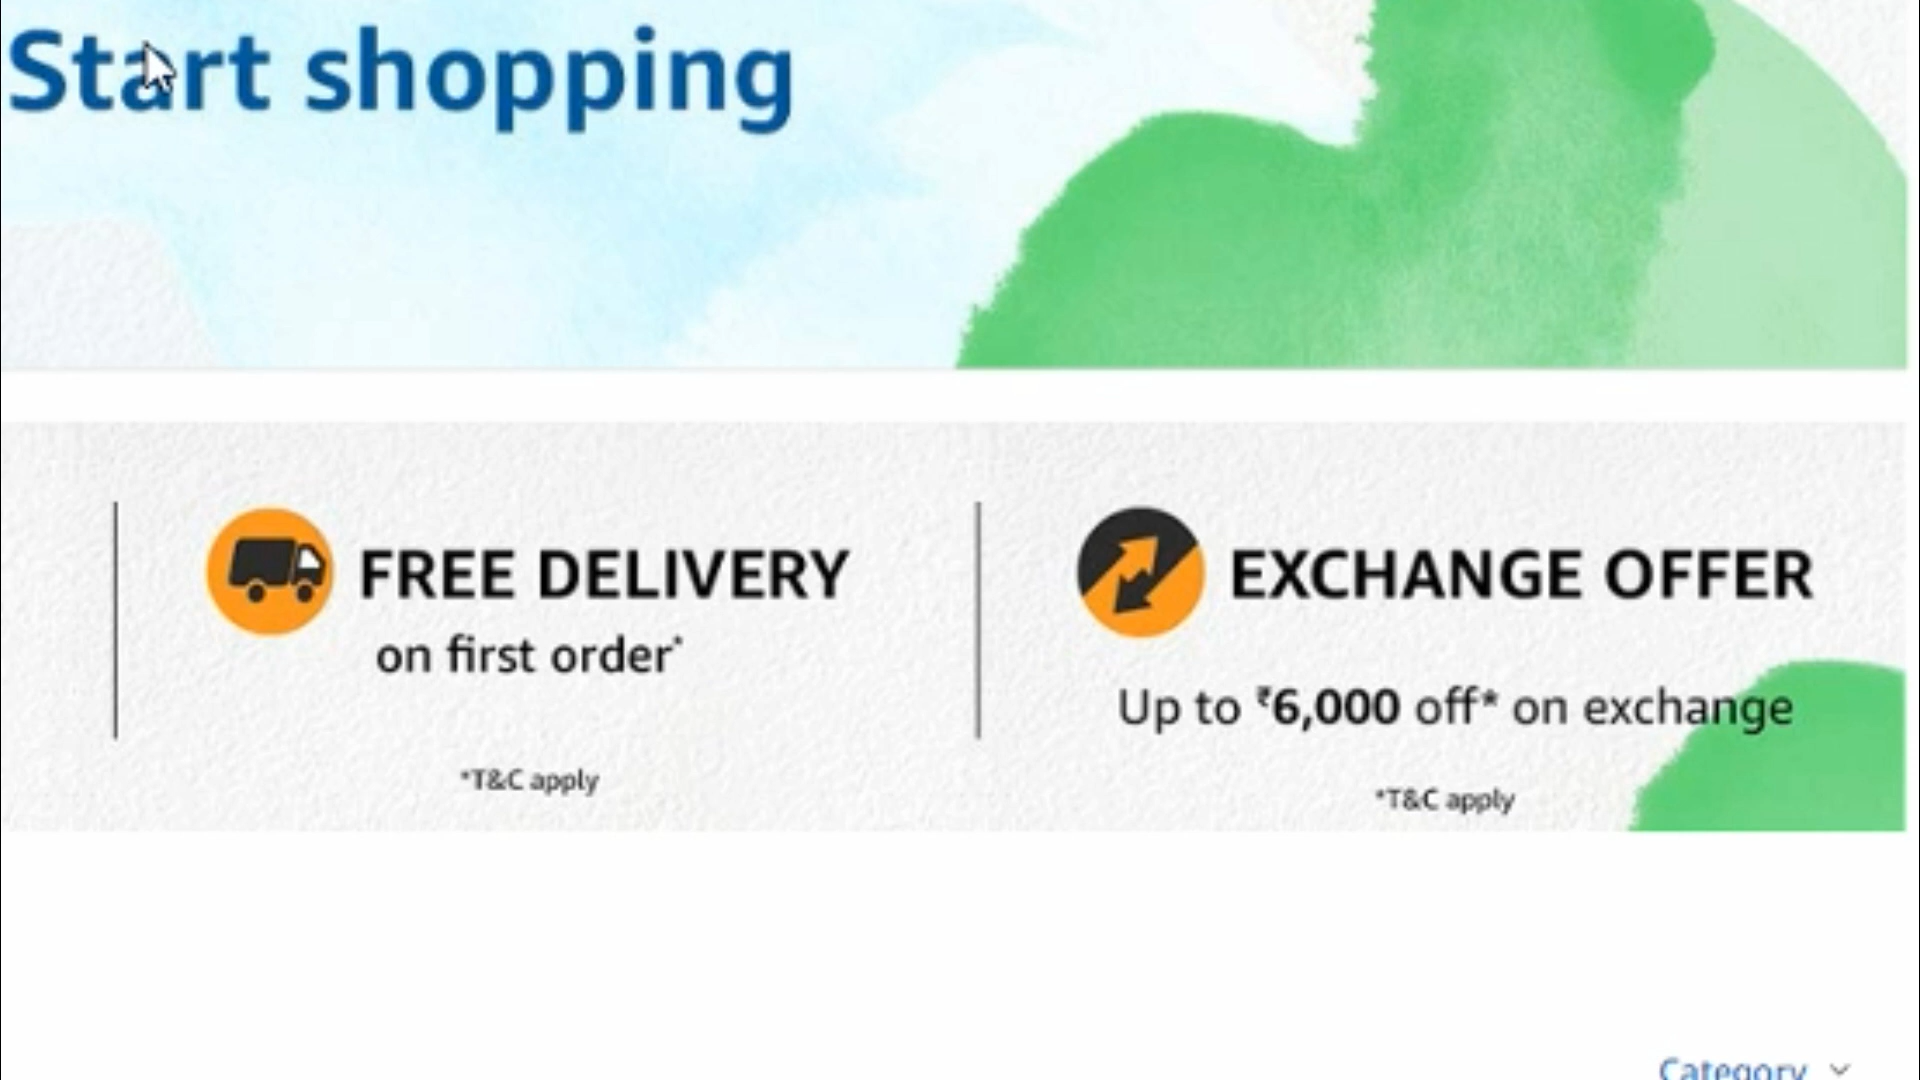 Start shopping
FREE DELIVERY
on first order*
*T&C apply
EXCHANGE OFFER
Up to ₹6,000 off* on exchange
*T&C apply
Category